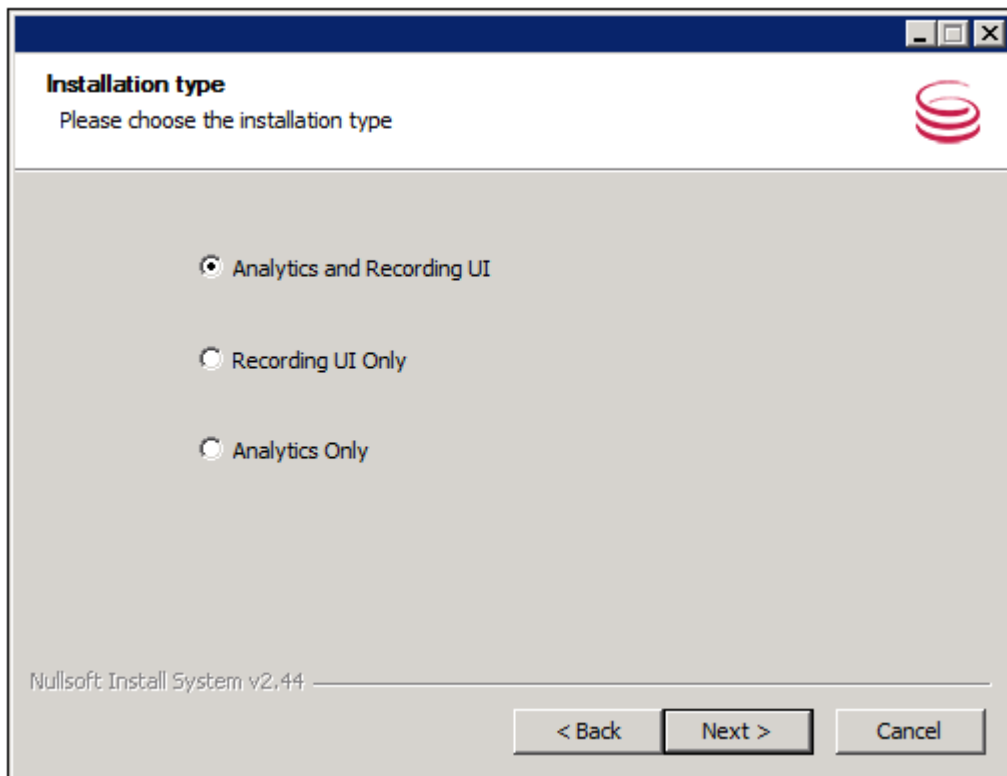 Installation type
Please choose the installation type
Analytics and Recording UI
Recording UI Only
Analytics Only
Nullsoft Install System v2.44
< Back
Next >
Cancel